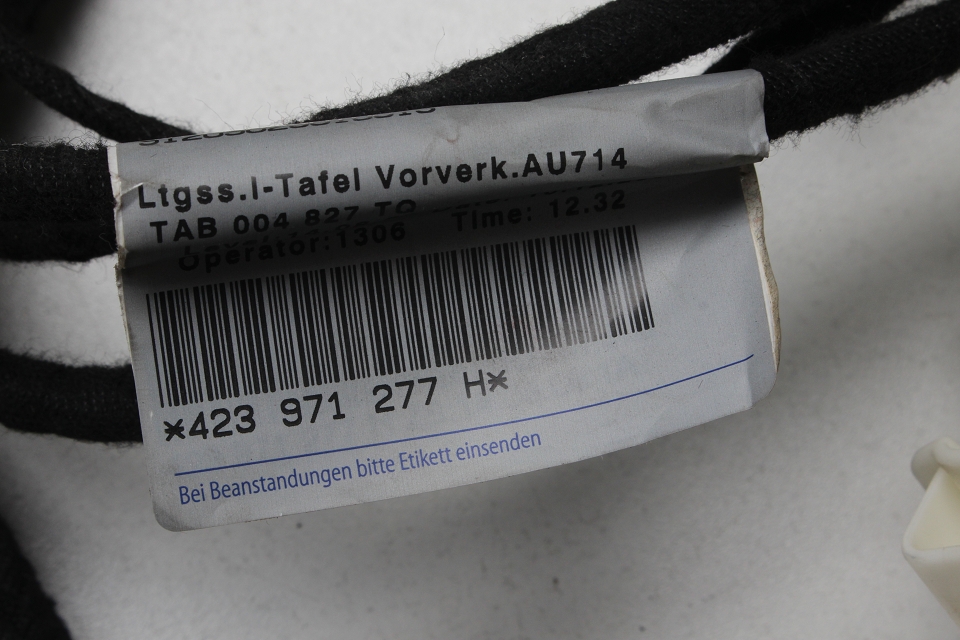 Ltgss.I-Tafel Vorverk.AU714
TAB 004 827 TO
Operator:1306 Time: 12.32
*423 971 277 H*
Bei Beanstandungen bitte Etikett einsenden